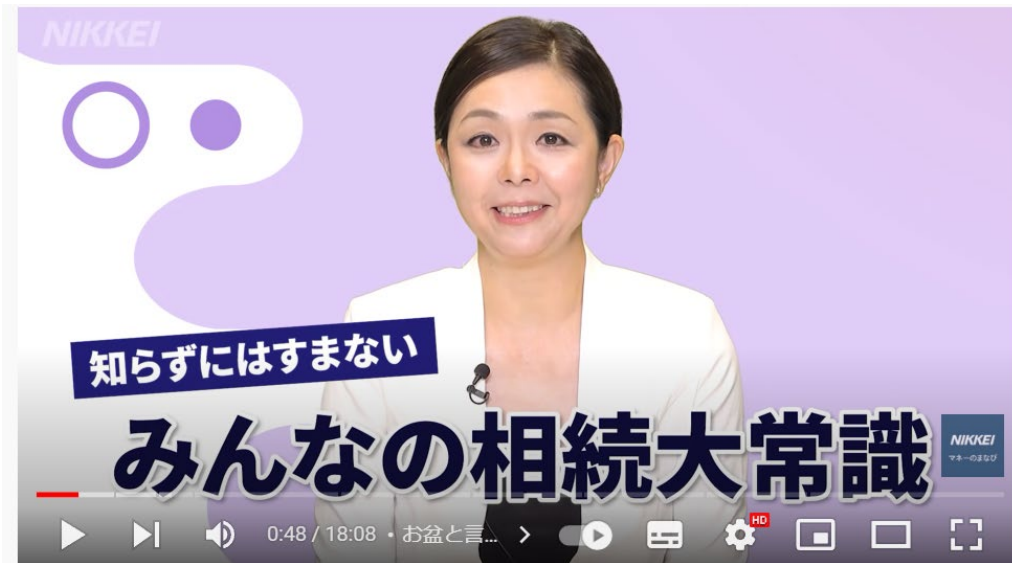 NIKKEI
知らずにはすまない
みんなの相続大常識
NIKKEI
マネーのまなび
0:48 / 18:08 • お盆と言...
HD